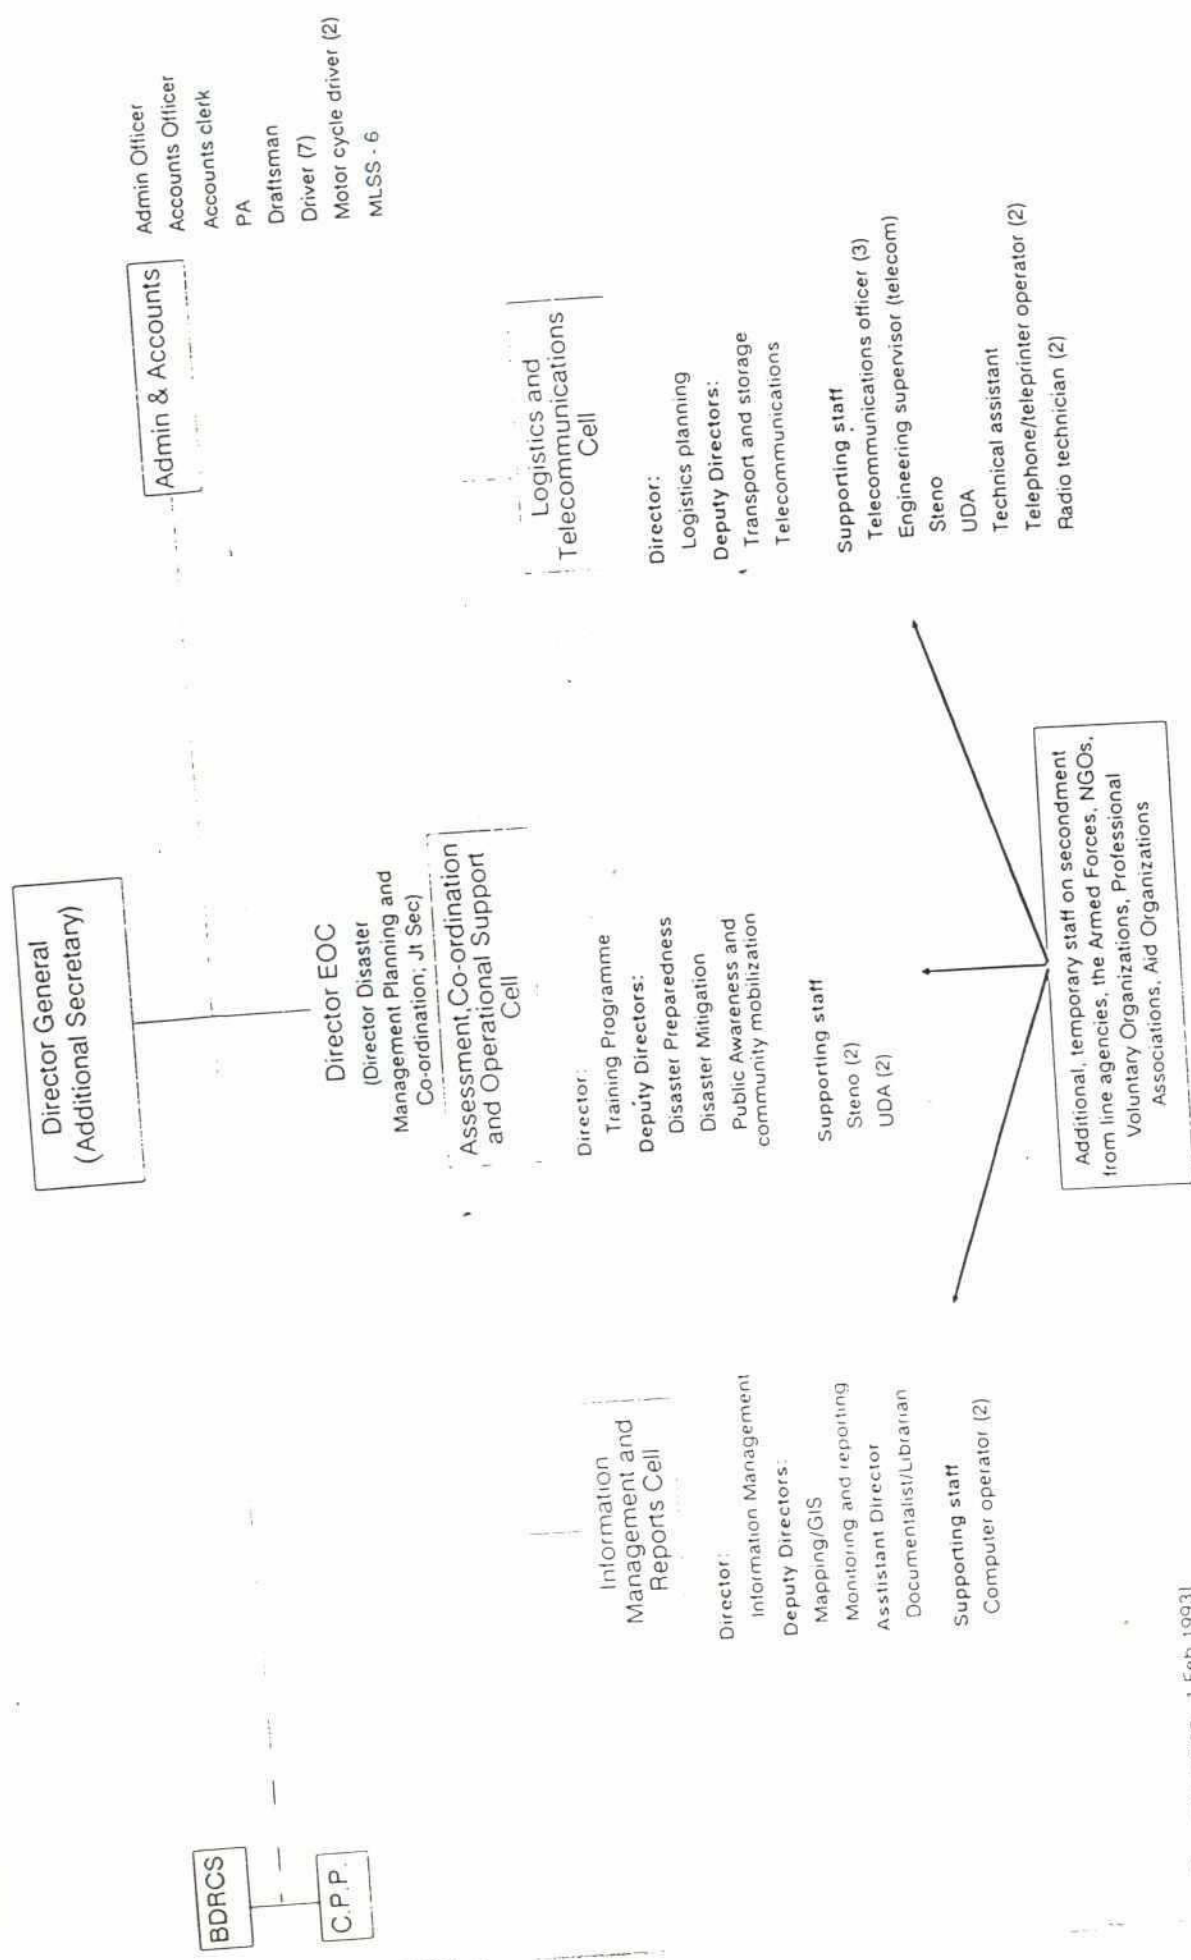 Director General
(Additional Secretary)
BDRCS
C.P.P.
Admin & Accounts
Admin Officer
Accounts Officer
Accounts clerk
PA
Draftsman
Driver (7)
Motor cycle driver (2)
MLSS - 6
Director EOC
(Director Disaster
Management Planning and
Co-ordination; Jt Sec)
Information
Management and
Reports Cell
Director:
Information Management
Deputy Directors:
Mapping/GIS
Monitoring and reporting
Asstistant Director
Documentalist/Librarian
Supporting staff
Computer operator (2)
Assessment, Co-ordination
and Operational Support
Cell
Director:
Training Programme
Deputy Directors:
Disaster Preparedness
Disaster Mitigation
Public Awareness and
community mobilization
Supporting staff
Steno (2)
UDA (2)
Logistics and
Telecommunications
Cell
Director:
Logistics planning
Deputy Directors:
Transport and storage
Telecommunications
Supporting staff
Telecommunications officer (3)
Engineering supervisor (telecom)
Steno
UDA
Technical assistant
Telephone/teleprinter operator (2)
Radio technician (2)
Additional, temporary staff on secondment
from line agencies, the Armed Forces, NGOs,
Voluntary Organizations, Professional
Associations, Aid Organizations
1 Feb 1993]